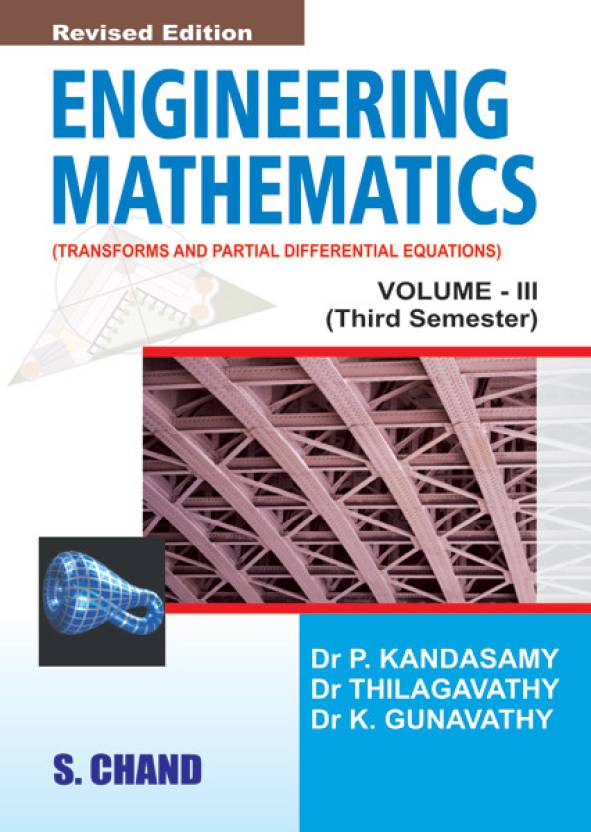 Revised Edition
ENGINEERING
MATHEMATICS
(TRANSFORMS AND PARTIAL DIFFERENTIAL EQUATIONS)
VOLUME - III
(Third Semester)
Dr P. KANDASAMY
Dr THILAGAVATHY
Dr K. GUNAVATHY
S. CHAND